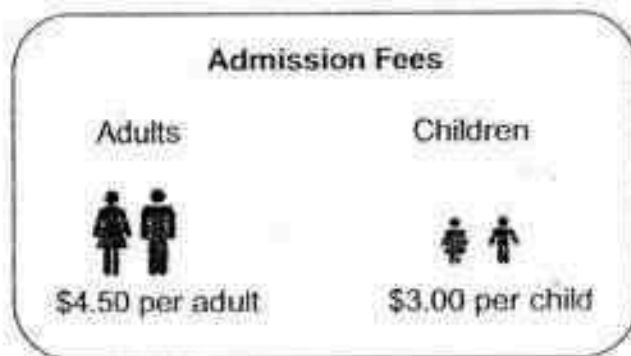 Admission Fees
Adults
Children
$4.50 per adult
$3.00 per child